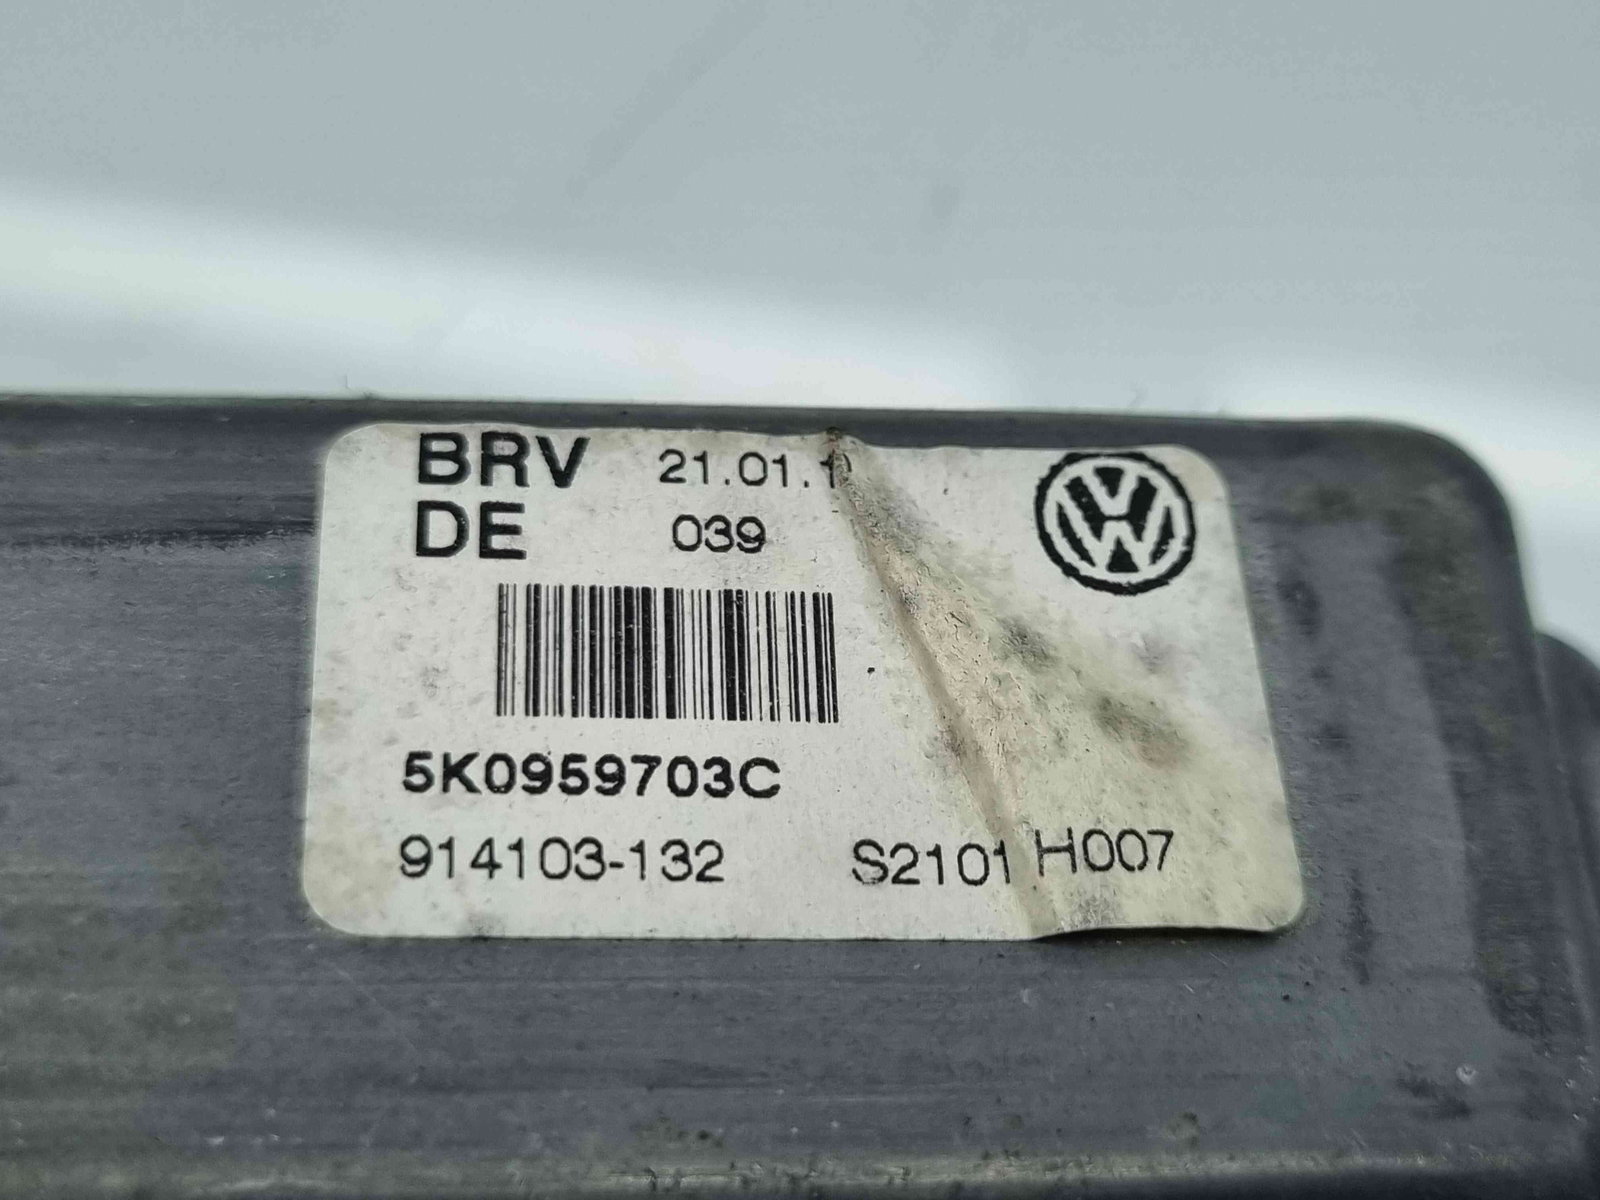 BRV 21.01.1
DE 039
5K0959703C
914103-132 S2101 H007